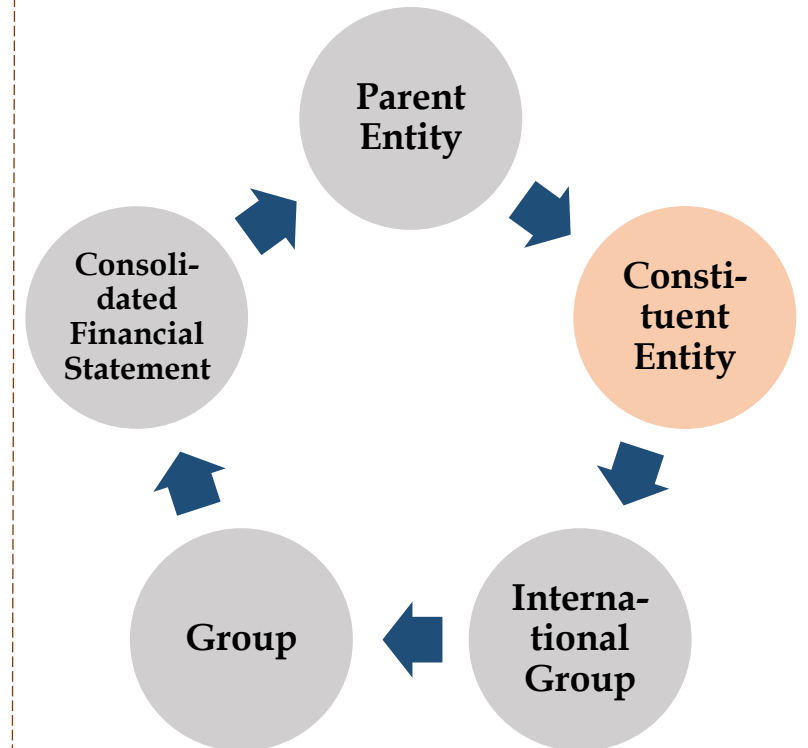 Parent
Entity
Consti-
tuent
Entity
Interna-
tional
Group
Group
Consoli-
dated
Financial
Statement